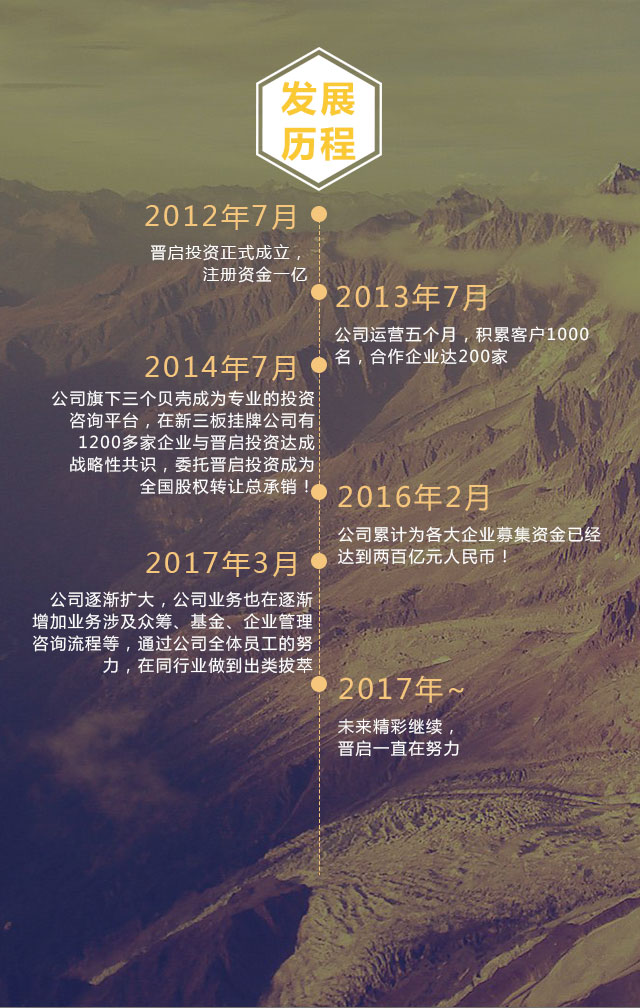 发展
历程
2012年7月
晋启投资正式成立，
注册资金一亿
2013年7月
公司运营五个月，积累客户1000
名，合作企业达200家
2014年7月
公司旗下三个贝壳成为专业的投资
咨询平台，在新三板挂牌公司有
1200多家企业与晋启投资达成
战略性共识，委托晋启投资成为
全国股权转让总承销！
2016年2月
公司累计为各大企业募集资金已经
达到两百亿元人民币！
2017年3月
公司逐渐扩大，公司业务也在逐渐
增加业务涉及众筹、基金、企业管理
咨询流程等，通过公司全体员工的努
力，在同行业做到出类拔萃
2017年~
未来精彩继续，
晋启一直在努力